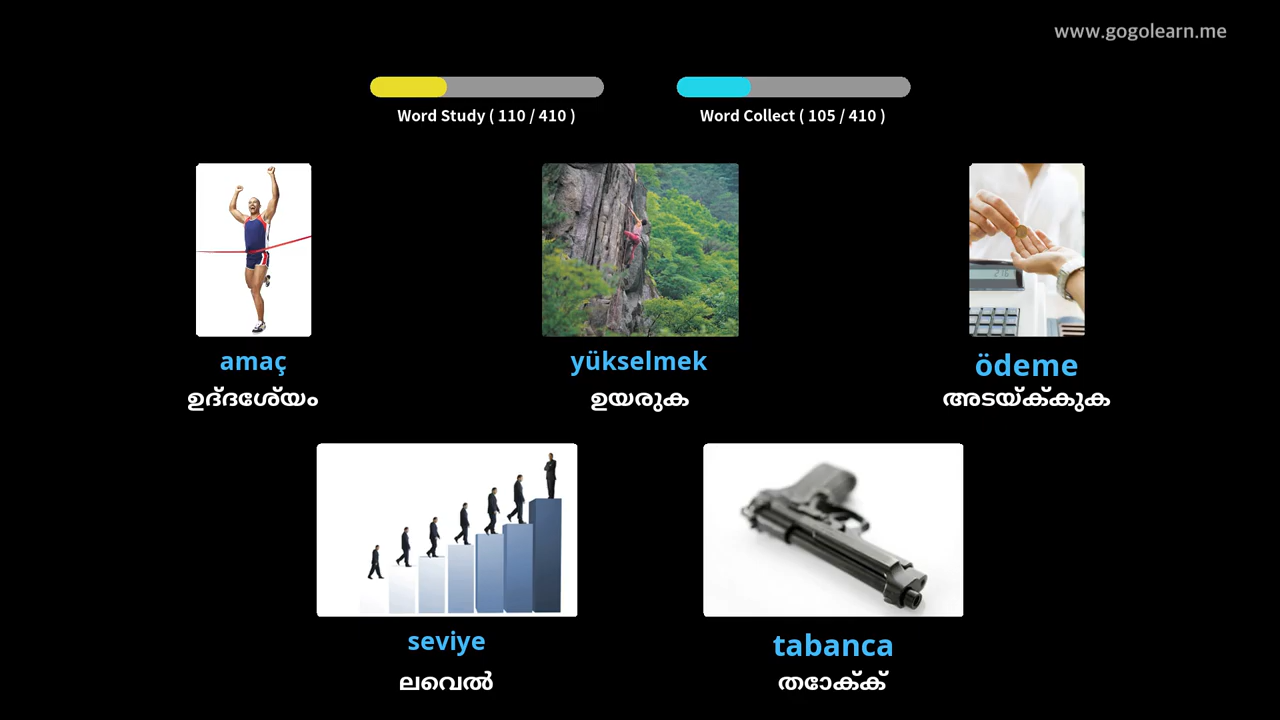 www.gogolearn.me
Word Study ( 110 / 410 )
Word Collect ( 105 / 410 )
amaç
yükselmek
ödeme
ഉദ്ദേശ്യം
ഉയരുക
അടയ്ക്കുക
seviye
tabanca
ലെവൽ
തോക്ക്